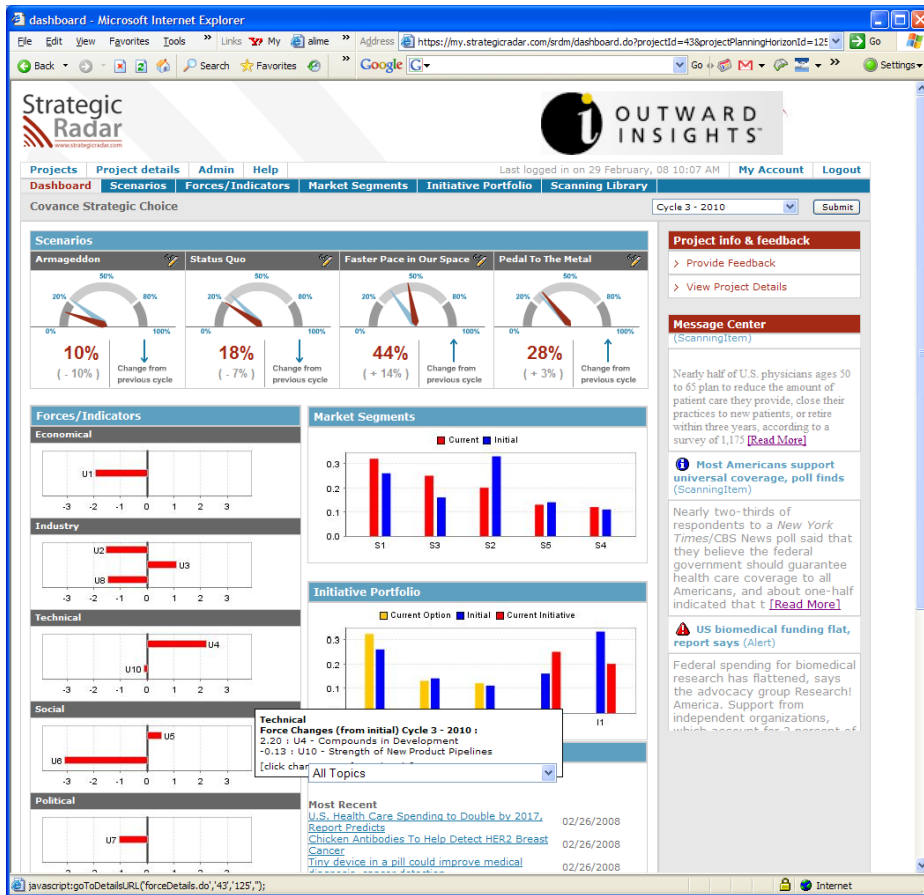 dashboard - Microsoft Internet Explorer
File Edit View Favorites Tools » Links My alime » Address https://my.strategicradar.com/srdm/dashboard.do?projectId=43&projectPlanningHorizonId=125 Go
Back Search Favorites » Google G Go » Settings
Strategic
Radar
www.strategicradar.com
i OUTWARD
INSIGHTS
Projects Project details Admin Help Last logged in on 29 February, 08 10:07 AM My Account Logout
Dashboard Scenarios Forces/Indicators Market Segments Initiative Portfolio Scanning Library
Covance Strategic Choice Cycle 3 - 2010 Submit
Scenarios
Armageddon Status Quo Faster Pace in Our Space Pedal To The Metal
50% 50% 50% 50%
20% 80% 20% 80% 20% 80% 20% 80%
0% 100% 0% 100% 0% 100% 0% 100%
10% 18% 44% 28%
( - 10% ) ( - 7% ) ( + 14% ) ( + 3% )
Change from previous cycle Change from previous cycle Change from previous cycle Change from previous cycle
Forces/Indicators
Economical
U1
-3 -2 -1 0 1 2 3
Industry
U2
U3
U8
-3 -2 -1 0 1 2 3
Technical
U4
U10
-3 -2 -1 0 1 2 3
Social
U5
U6
-3 -2 -1 0 1 2 3
Political
U7
Market Segments
Current Initial
0.3
0.2
0.1
0.0
S1 S3 S2 S5 S4
Initiative Portfolio
Current Option Initial Current Initiative
0.3
0.2
0.1
I1
Technical
Force Changes (from initial) Cycle 3 - 2010 :
2.20 : U4 - Compounds in Development
-0.13 : U10 - Strength of New Product Pipelines
[click
All Topics
Most Recent
U.S. Health Care Spending to Double by 2017,
Report Predicts 02/26/2008
Chicken Antibodies To Help Detect HER2 Breast
Cancer 02/26/2008
Tiny device in a pill could improve medical
diagnosis, cancer detection 02/26/2008
Project info & feedback
> Provide Feedback
> View Project Details
Message Center
(ScanningItem)
Nearly half of U.S. physicians ages 50
to 65 plan to reduce the amount of
patient care they provide, close their
practices to new patients, or retire
within three years, according to a
survey of 1,175 [Read More]
Most Americans support
universal coverage, poll finds
(ScanningItem)
Nearly two-thirds of
respondents to a New York
Times/CBS News poll said that
they believe the federal
government should guarantee
health care coverage to all
Americans, and about one-half
indicated that t [Read More]
US biomedical funding flat,
report says (Alert)
Federal spending for biomedical
research has flattened, says
the advocacy group Research!
America. Support from
independent organizations,
which account for 3 percent of
javascript:goToDetailsURL('forceDetails.do','43','125','');
Internet